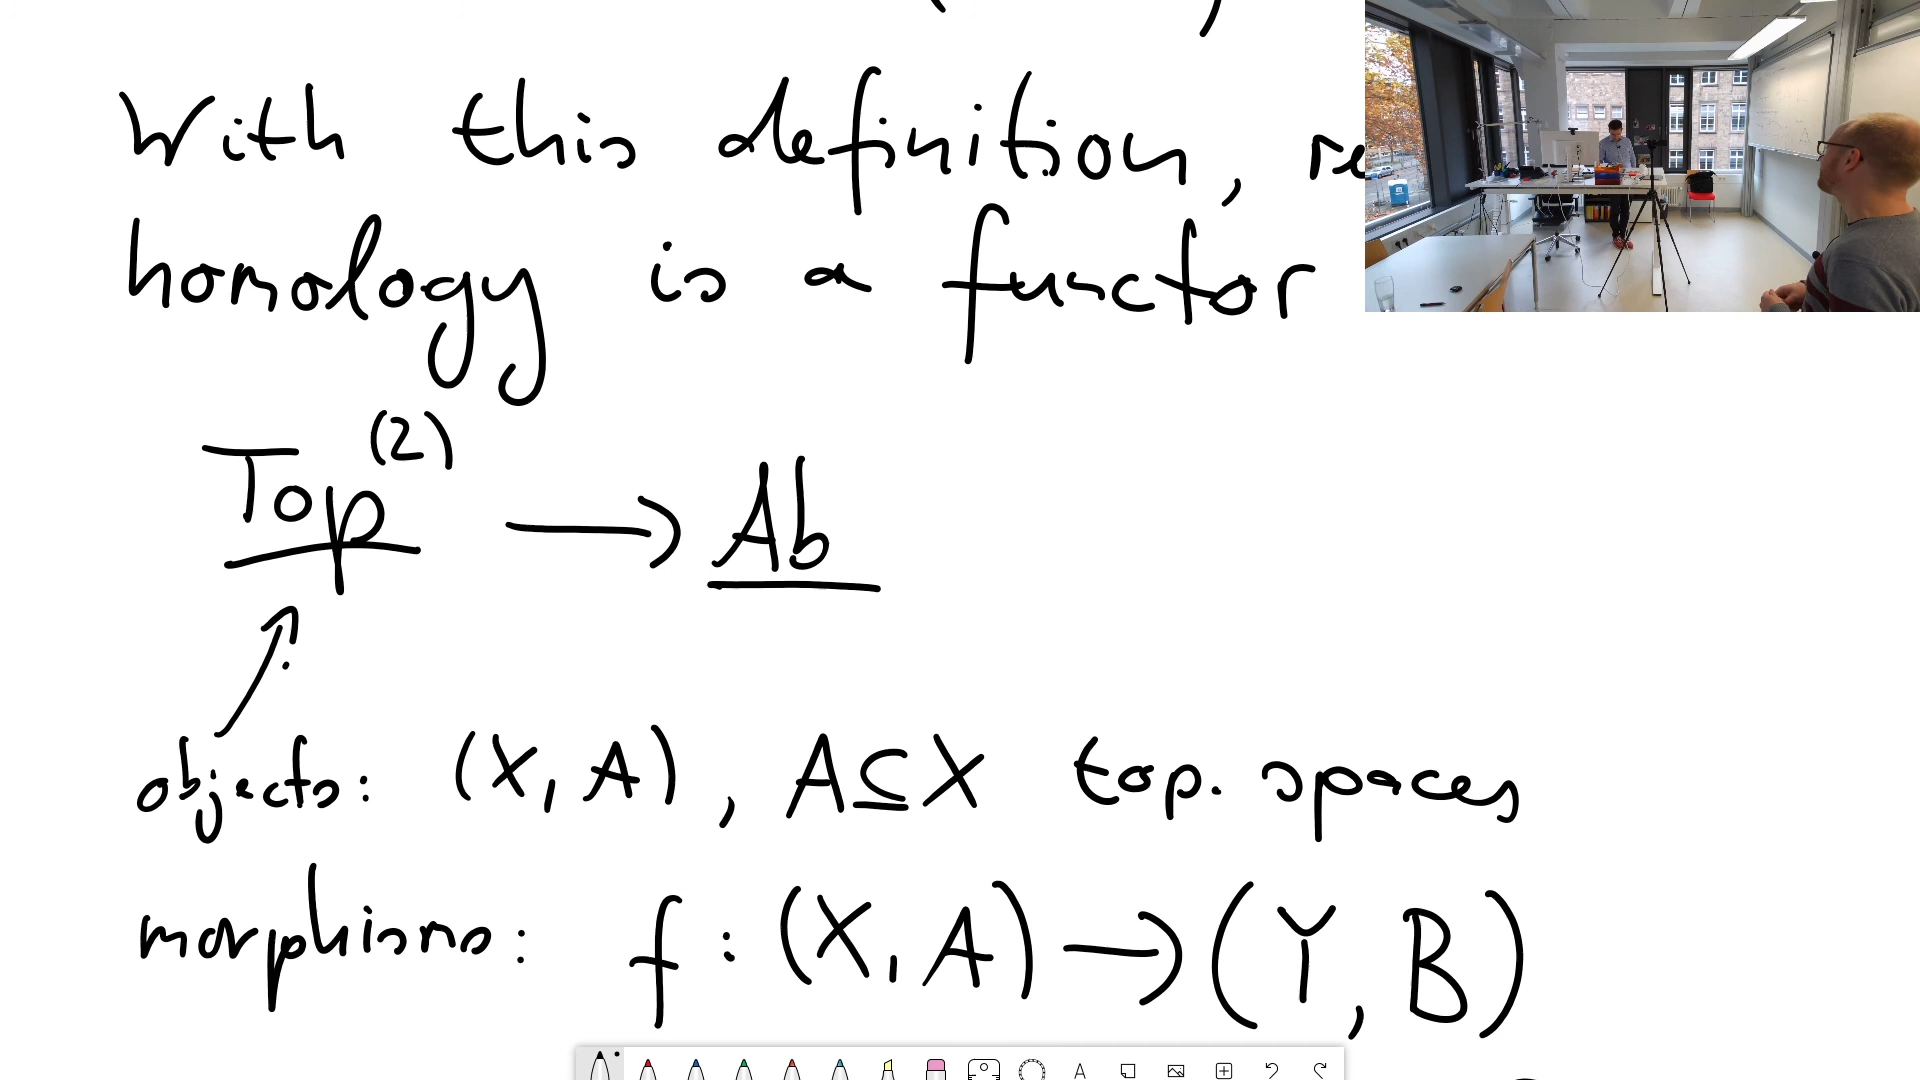 With this definition, re
homology is a functor
Top(2) → Ab
objects: (X, A), A⊆X top. spaces
morphisms: f : (X, A) → (Y, B)